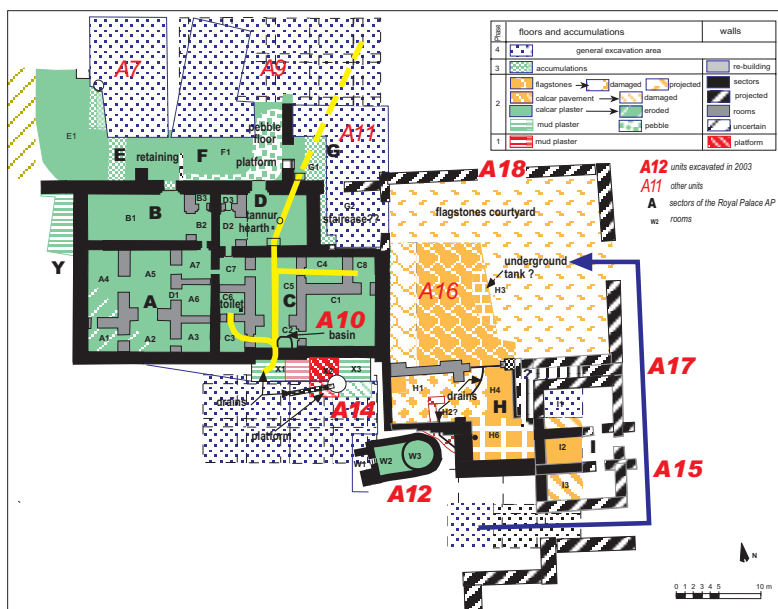 Phase floors and accumulations walls
4 general excavation area
3 accumulations re-building
2 flagstones damaged projected sectors
calcar pavement damaged projected
calcar plaster eroded rooms
mud plaster pebble uncertain
1 mud plaster platform
A12 units excavated in 2003
A11 other units
A sectors of the Royal Palace AP
W2 rooms
A7
A9
A11
E1
E
retaining
F
F1
pebble
floor
platform
G
G1
G2
staircase??
A18
flagstones courtyard
B
B1
B3
B2
D3
D2
D
tannur
hearth
Y
A4
A5
A7
D1
A6
A
A1
A2
A3
C7
C6
toilet
C3
C4
C8
C5
C1
C
C2
A10
basin
A16
underground
tank ?
H3
X1
X2
X3
drains
A14
platform
A17
H1
drains
H4
H2?
H
H6
?
I1
I2
I
I3
W1
W2
W3
A12
A15
N
0 1 2 3 4 5 10 m